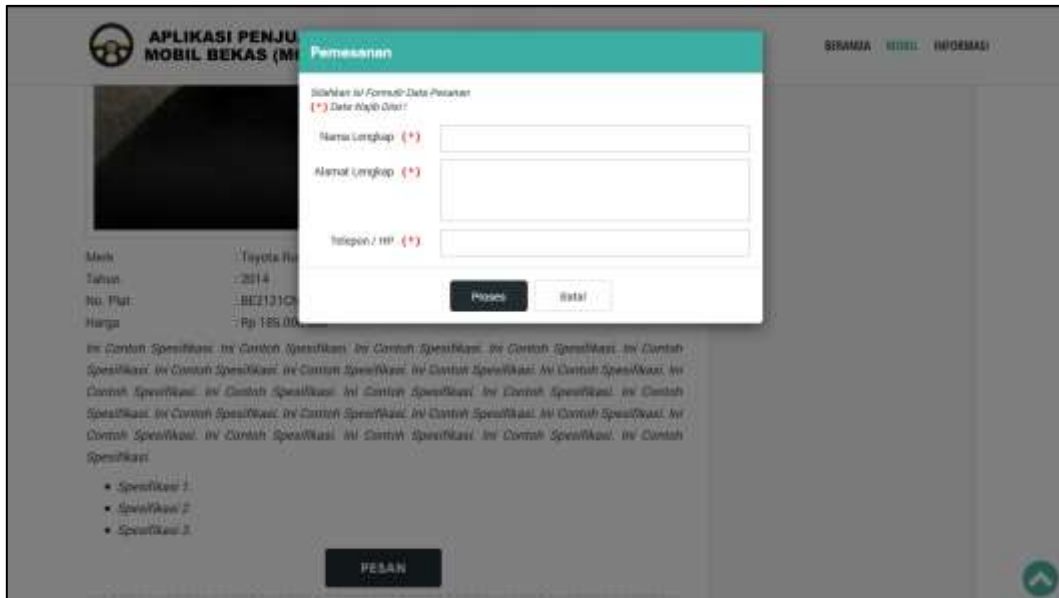 APLIKASI PENJU
MOBIL BEKAS (M
BERANDA MOBIL INFORMASI
Pemesanan
Silahkan Isi Formulir Data Pesanan
(*) Data Wajib Diisi !
Nama Lengkap (*)
Alamat Lengkap (*)
Telepon / HP (*)
Proses Batal
Merk : Toyota
Tahun : 2014
No. Plat : BE2131
Harga : Rp 185.000
Ini Contoh Spesifikasi. Ini Contoh Spesifikasi. Ini Contoh Spesifikasi. Ini Contoh Spesifikasi. Ini Contoh
Spesifikasi. Ini Contoh Spesifikasi. Ini Contoh Spesifikasi. Ini Contoh Spesifikasi. Ini Contoh Spesifikasi. Ini
Contoh Spesifikasi. Ini Contoh Spesifikasi. Ini Contoh Spesifikasi. Ini Contoh Spesifikasi. Ini Contoh
Spesifikasi. Ini Contoh Spesifikasi. Ini Contoh Spesifikasi. Ini Contoh Spesifikasi. Ini Contoh Spesifikasi. Ini
Contoh Spesifikasi. Ini Contoh Spesifikasi. Ini Contoh Spesifikasi. Ini Contoh Spesifikasi. Ini Contoh
Spesifikasi.
• Spesifikasi 1.
• Spesifikasi 2.
• Spesifikasi 3.
PESAN